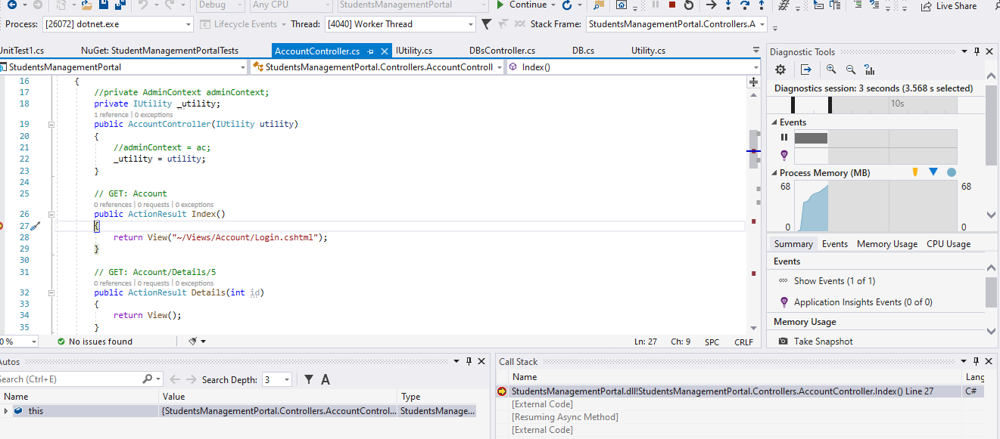 Debug Any CPU StudentsManagementPortal Continue Live Share
Process: [26072] dotnet.exe Lifecycle Events Thread: [4040] Worker Thread Stack Frame: StudentsManagementPortal.Controllers.A
UnitTest1.cs NuGet: StudentManagementPortalTests AccountController.cs IUtility.cs DBsController.cs DB.cs Utility.cs
StudentsManagementPortal StudentsManagementPortal.Controllers.AccountControll Index()
16 {
17 //private AdminContext adminContext;
18 private IUtility _utility;
1 reference | 0 exceptions
19 public AccountController(IUtility utility)
20 {
21 //adminContext = ac;
22 _utility = utility;
23 }
24
25 // GET: Account
0 references | 0 requests | 0 exceptions
26 public ActionResult Index()
27 {
28 return View("~/Views/Account/Login.cshtml");
29 }
30
31 // GET: Account/Details/5
0 references | 0 requests | 0 exceptions
32 public ActionResult Details(int id)
33 {
34 return View();
35 }
0 % No issues found Ln: 27 Ch: 9 SPC CRLF
Diagnostic Tools
Diagnostics session: 3 seconds (3.568 s selected)
10s
Events
Process Memory (MB)
68 68
0 0
Summary Events Memory Usage CPU Usage
Events
Show Events (1 of 1)
Application Insights Events (0 of 0)
Memory Usage
Take Snapshot
Autos
Search (Ctrl+E) Search Depth: 3 A
Name Value Type
this {StudentsManagementPortal.Controllers.AccountControl... StudentsManage...
Call Stack
Name Lang
StudentsManagementPortal.dll!StudentsManagementPortal.Controllers.AccountController.Index() Line 27 C#
[External Code]
[Resuming Async Method]
[External Code]